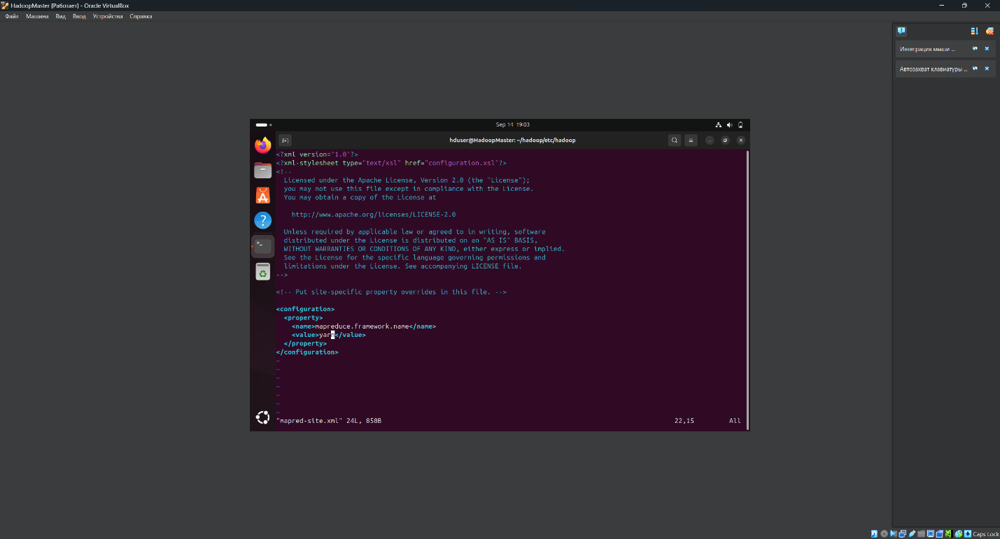 HadoopMaster [Работает] - Oracle VirtualBox
Файл Машина Вид Ввод Устройства Справка
Интеграция мыши ...
Автозахват клавиатуры ...
Sep 14 19:03
hduser@HadoopMaster: ~/hadoop/etc/hadoop
<?xml version="1.0"?>
<?xml-stylesheet type="text/xsl" href="configuration.xsl"?>
<!--
  Licensed under the Apache License, Version 2.0 (the "License");
  you may not use this file except in compliance with the License.
  You may obtain a copy of the License at

    http://www.apache.org/licenses/LICENSE-2.0

  Unless required by applicable law or agreed to in writing, software
  distributed under the License is distributed on an "AS IS" BASIS,
  WITHOUT WARRANTIES OR CONDITIONS OF ANY KIND, either express or implied.
  See the License for the specific language governing permissions and
  limitations under the License. See accompanying LICENSE file.
-->

<!-- Put site-specific property overrides in this file. -->

<configuration>
  <property>
    <name>mapreduce.framework.name</name>
    <value>yarn</value>
  </property>
</configuration>
~
~
~
~
~
~
~
"mapred-site.xml" 24L, 850B 22,15 All
Caps Lock